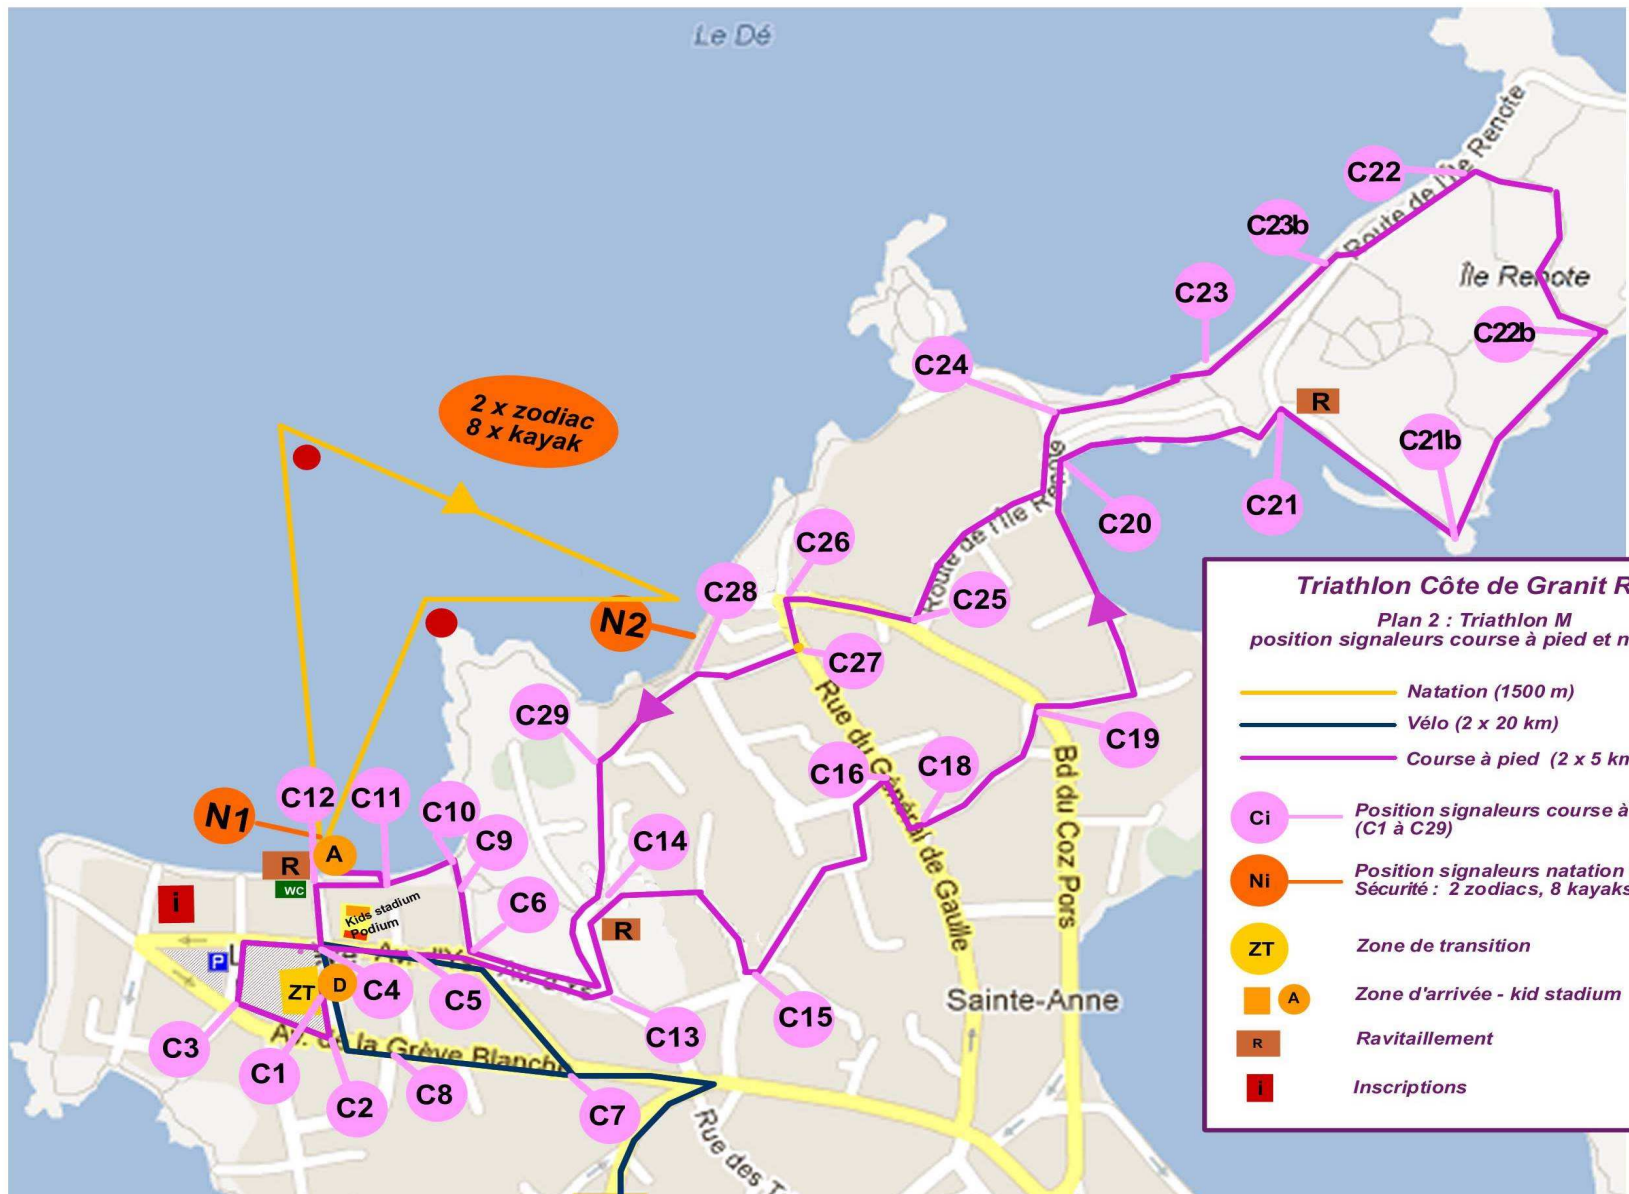 Le Dé
Route de l'Île Renote
C22
C23b
Île Renote
C23
C22b
C24
2 x zodiac
8 x kayak
R
C21b
C21
C20
Route de l'Île Renote
C26
C28
C25
N2
C27
C29
Rue du Général de Gaulle
C19
C16
C18
Bd du Coz Pors
C12
C11
C10
N1
A
C9
C14
R
WC
i
C6
Kids stadium
Podium
R
P
ZT
D
C4
C5
C15
Sainte-Anne
C13
C3
Av. de la Grève Blanche
C1
C8
C2
C7
Rue des T
Triathlon Côte de Granit R
Plan 2 : Triathlon M
position signaleurs course à pied et n
Natation (1500 m)
Vélo (2 x 20 km)
Course à pied (2 x 5 km
Ci
Position signaleurs course à
(C1 à C29)
Ni
Position signaleurs natation
Sécurité : 2 zodiacs, 8 kayaks
ZT
Zone de transition
A
Zone d'arrivée - kid stadium
R
Ravitaillement
i
Inscriptions